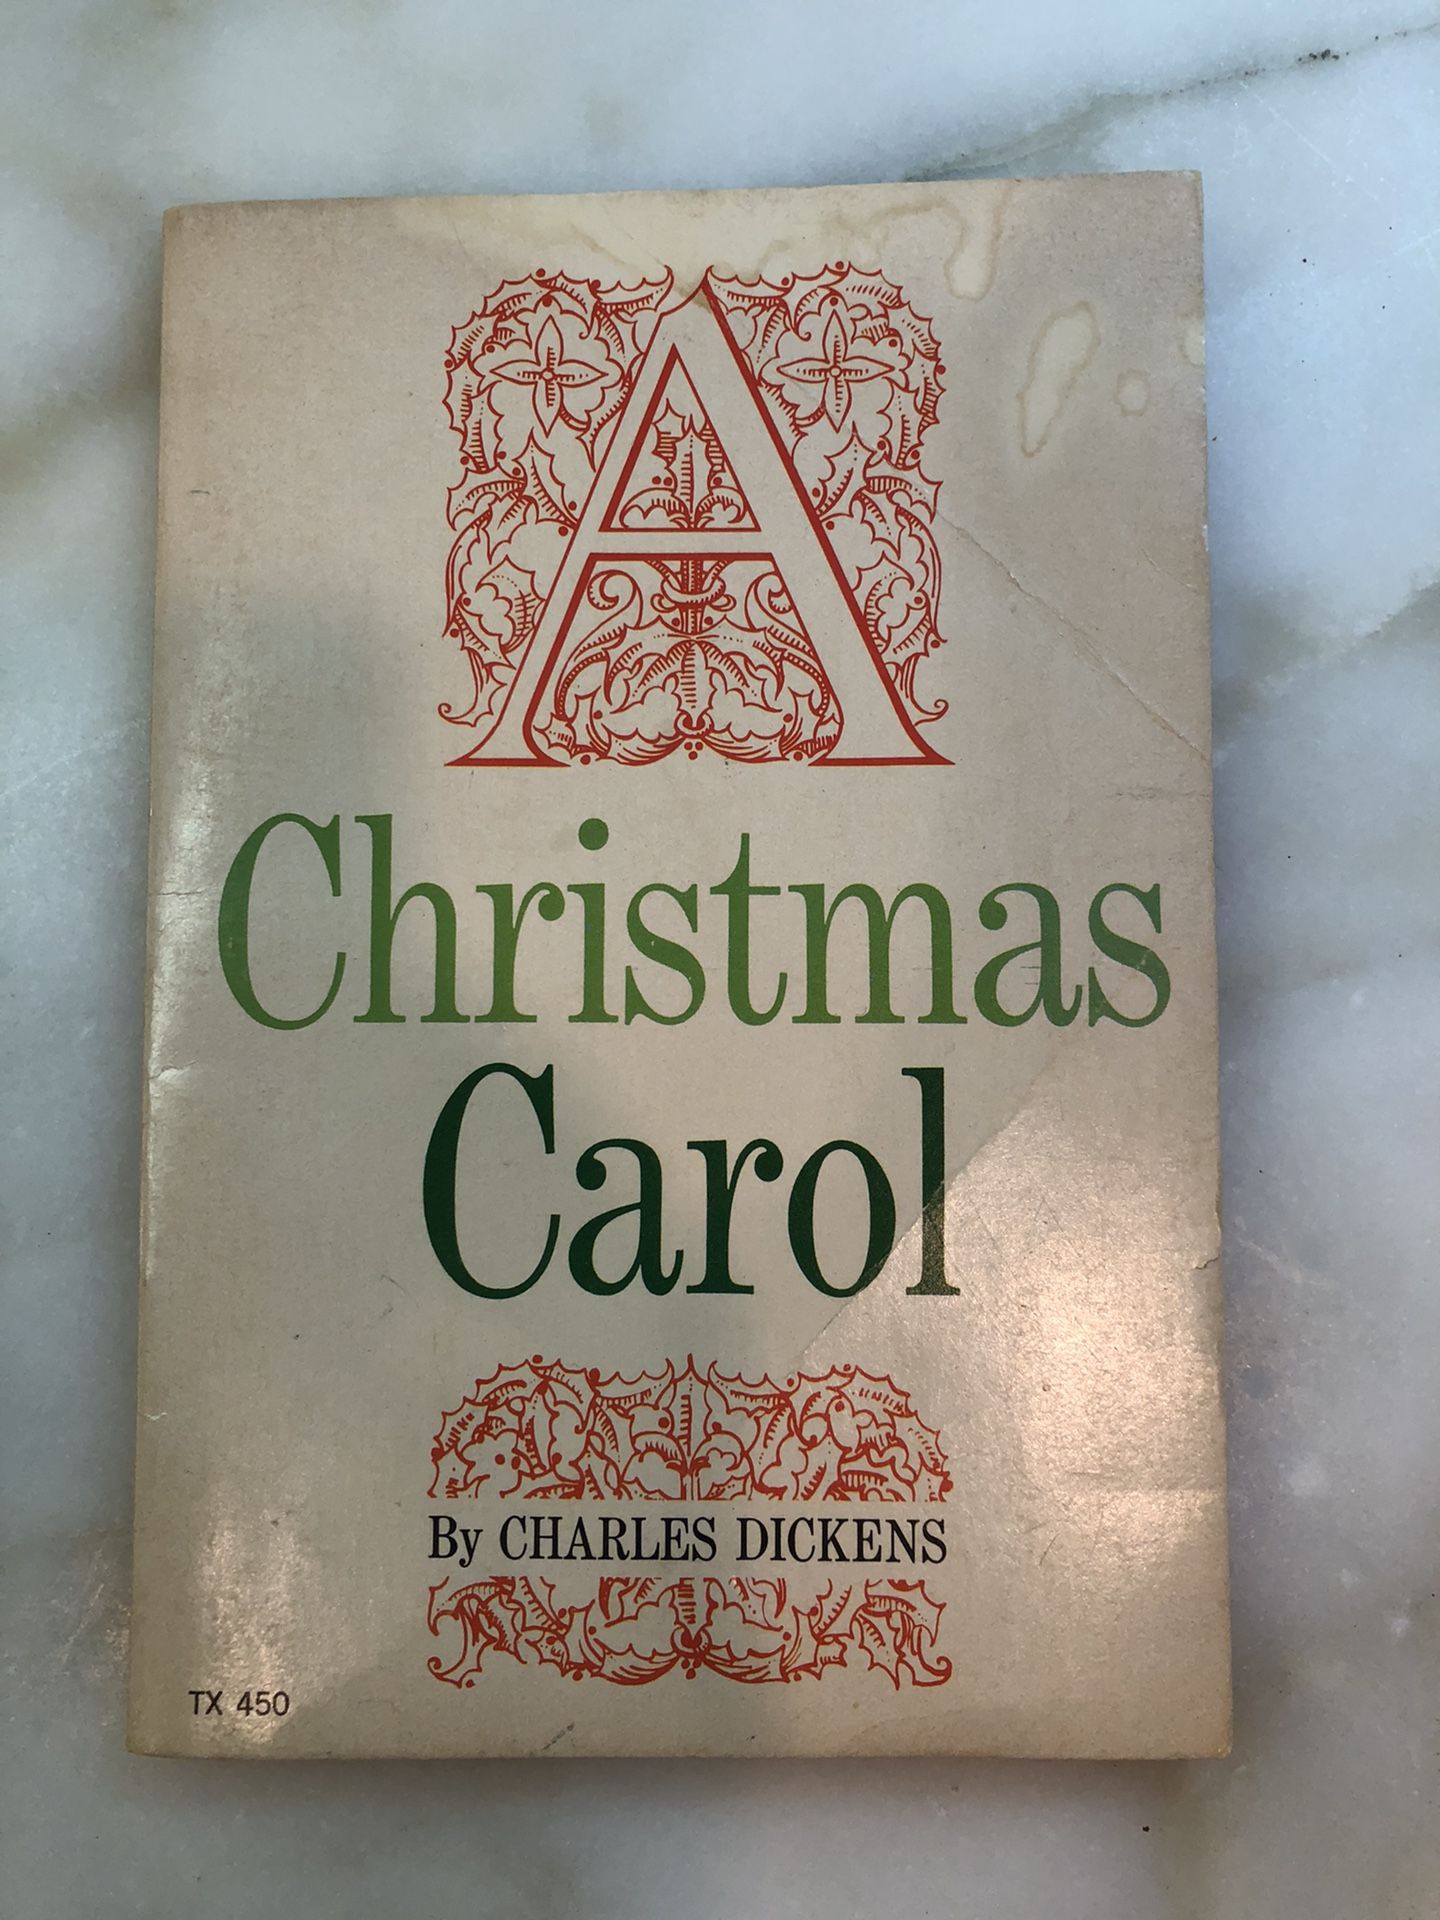 A
Christmas
Carol
By CHARLES DICKENS
TX 450